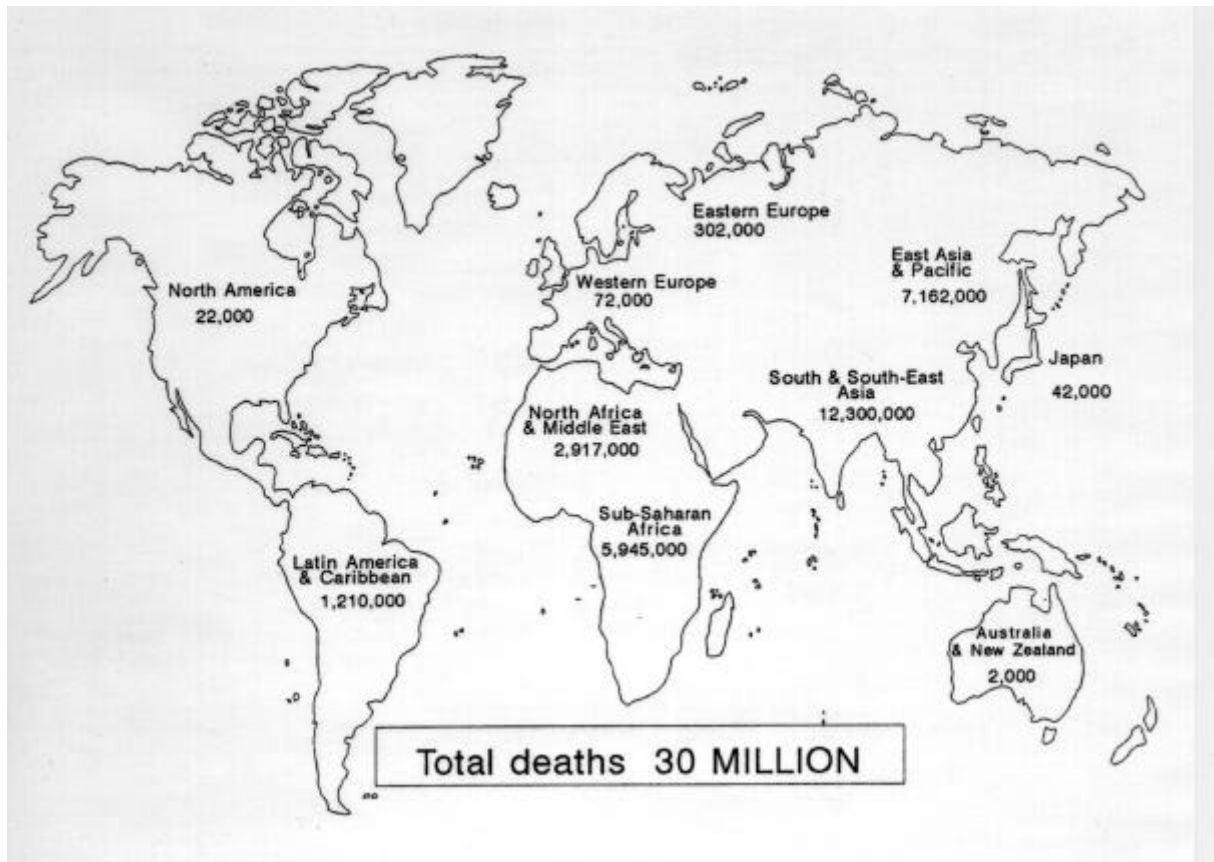 Eastern Europe
302,000
East Asia
& Pacific
7,162,000
North America
22,000
Western Europe
72,000
Japan
42,000
South & South-East
Asia
12,300,000
North Africa
& Middle East
2,917,000
Sub-Saharan
Africa
5,945,000
Latin America
& Caribbean
1,210,000
Australia
& New Zealand
2,000
Total deaths 30 MILLION